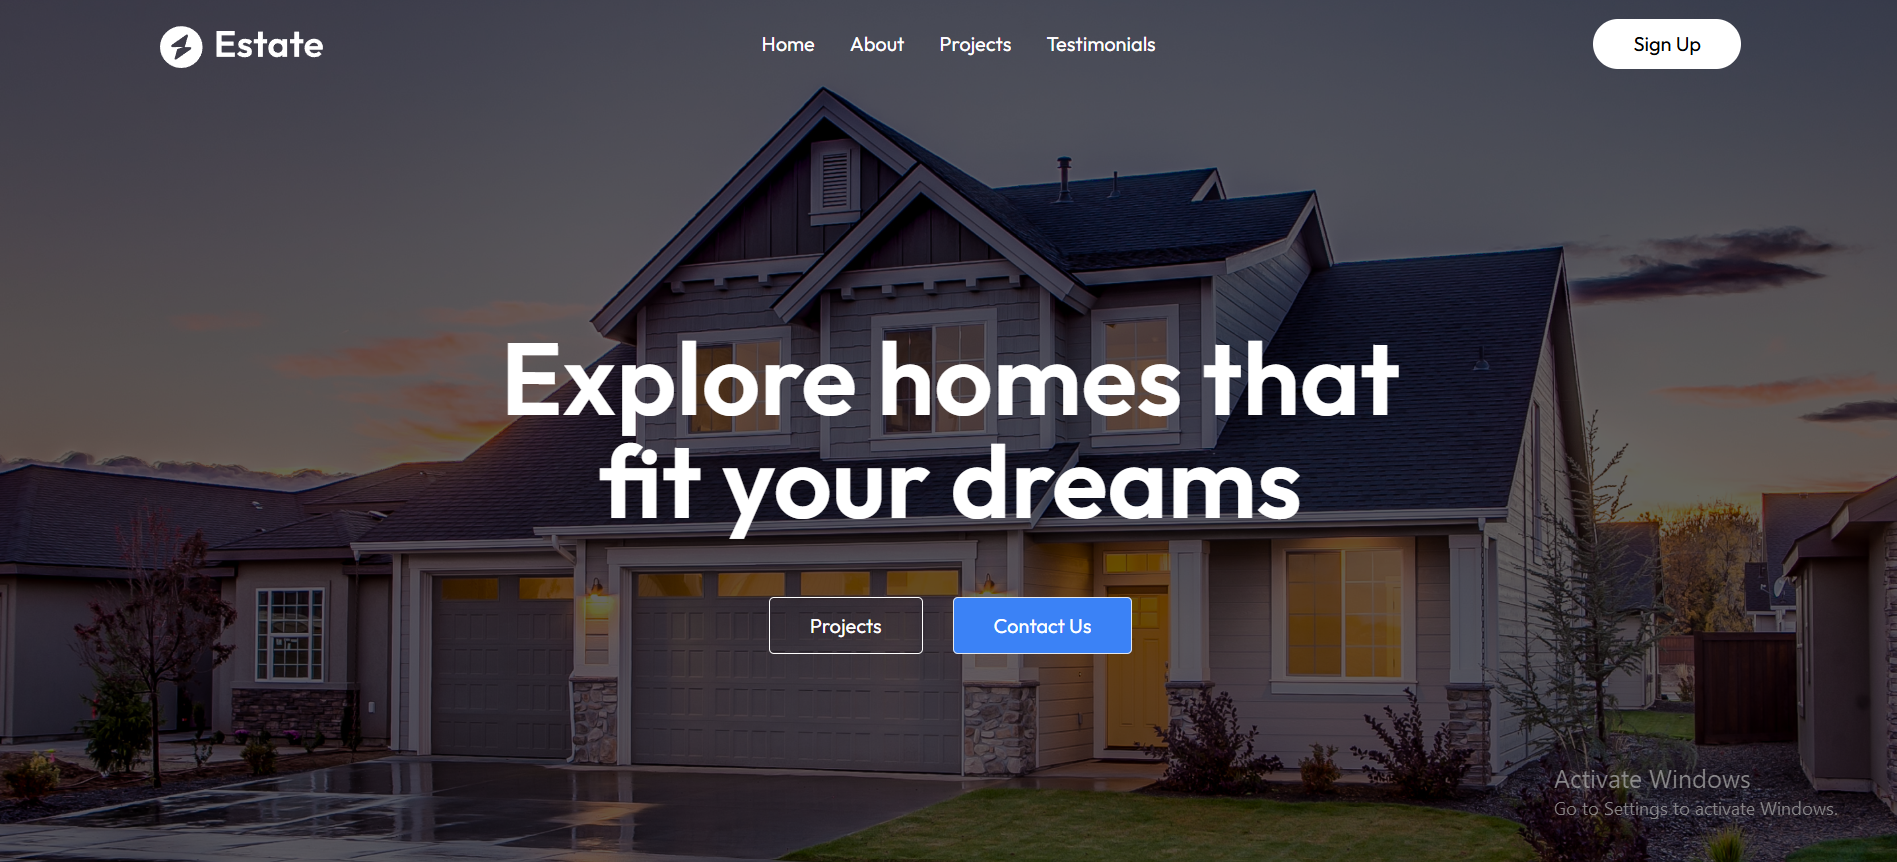 Estate
Home About Projects Testimonials
Sign Up
Explore homes that
fit your dreams
Projects
Contact Us
Activate Windows
Go to Settings to activate Windows.